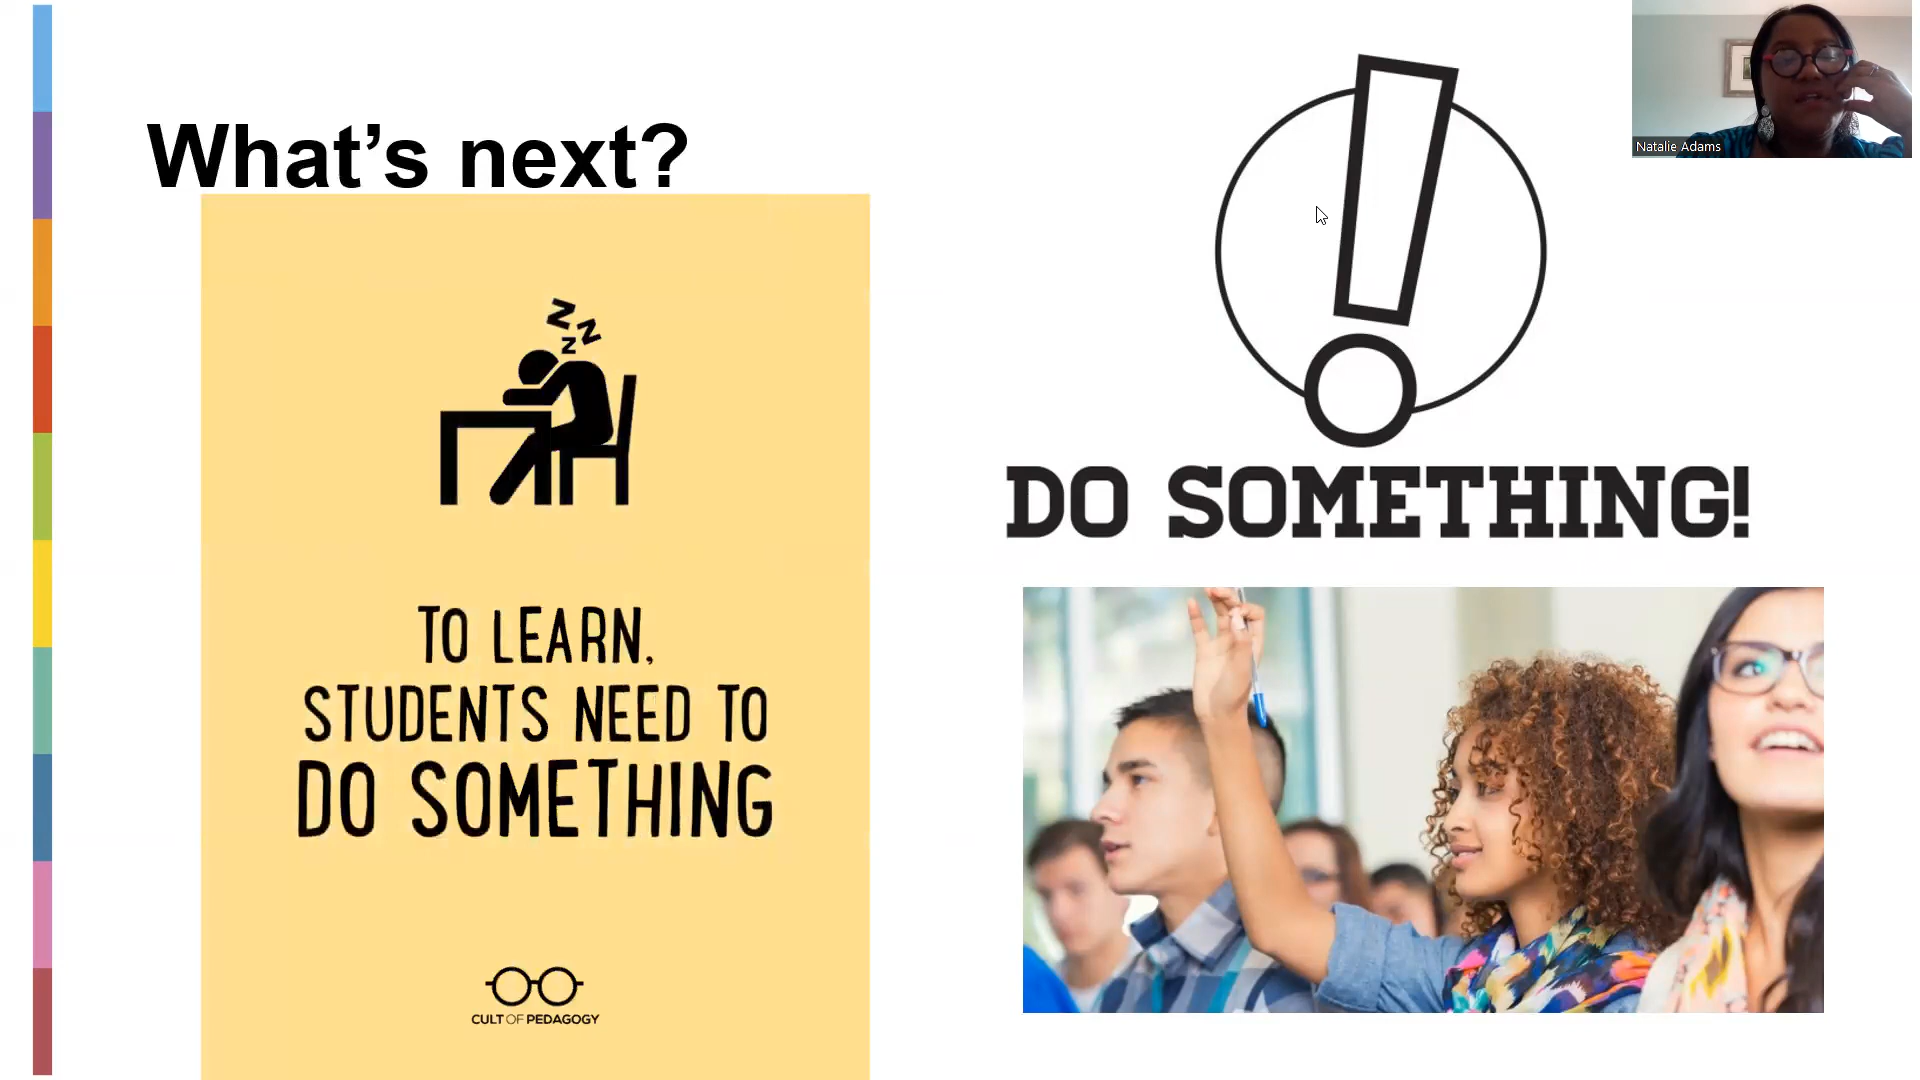 What’s next?
Z
Z
Z
TO LEARN,
STUDENTS NEED TO
DO SOMETHING
CULT OF PEDAGOGY
DO SOMETHING!
Natalie Adams